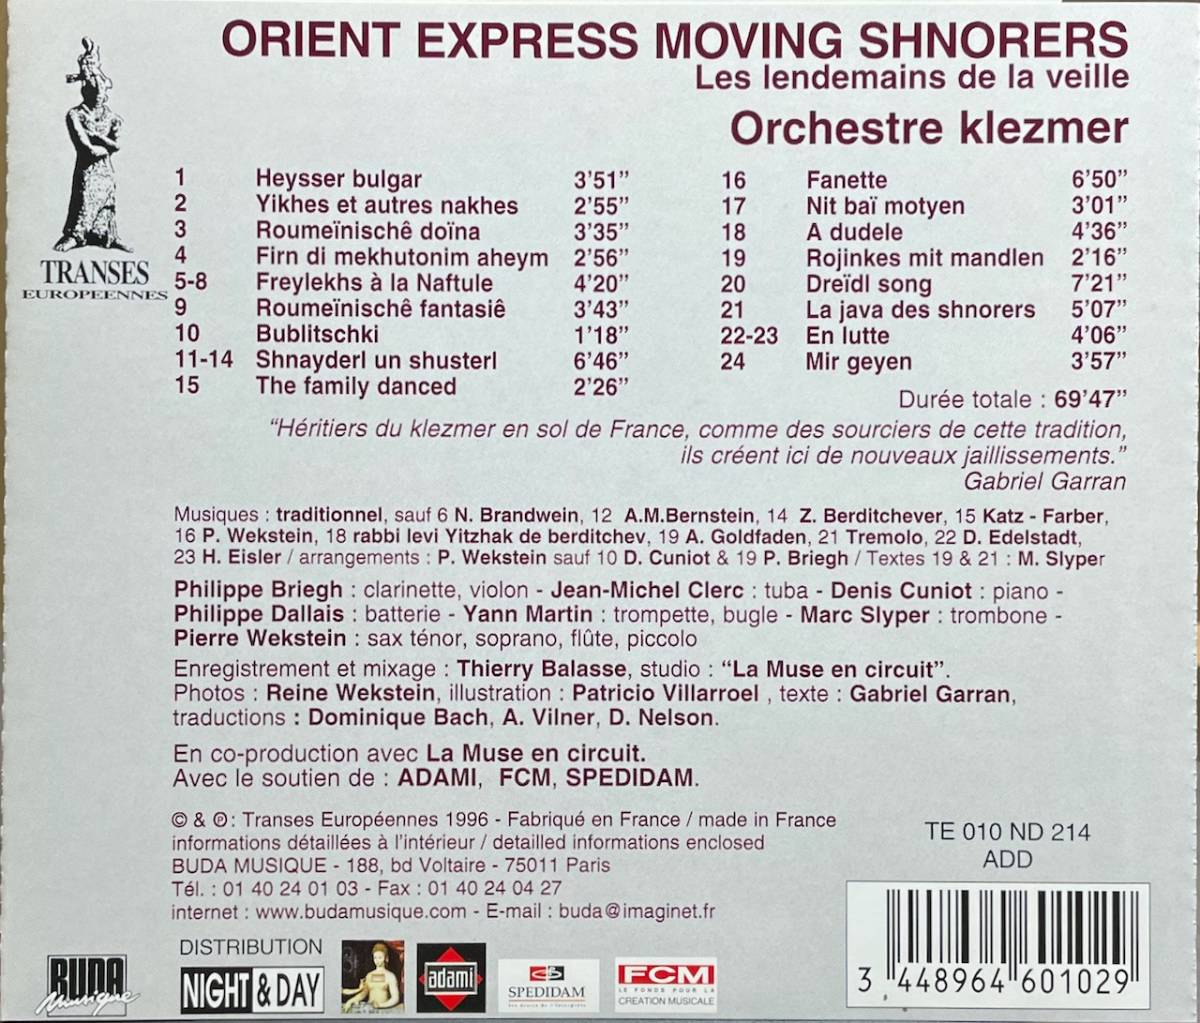 ORIENT EXPRESS MOVING SHNORERS
Les lendemains de la veille
Orchestre klezmer
TRANSES
EUROPEENNES
1 Heysser bulgar 3'51”
2 Yikhes et autres nakhes 2'55”
3 Roumeïnischê doïna 3'35”
4 Firn di mekhutonim aheym 2'56”
5-8 Freylekhs à la Naftule 4'20”
9 Roumeïnischê fantasiê 3'43”
10 Bublitschki 1'18”
11-14 Shnayderl un shusterl 6'46”
15 The family danced 2'26”
16 Fanette 6'50”
17 Nit baï motyen 3'01”
18 A dudele 4'36”
19 Rojinkes mit mandlen 2'16”
20 Dreïdl song 7'21”
21 La java des shnorers 5'07”
22-23 En lutte 4'06”
24 Mir geyen 3'57”
Durée totale : 69'47”
“Héritiers du klezmer en sol de France, comme des sourciers de cette tradition,
ils créent ici de nouveaux jaillissements.”
Gabriel Garran
Musiques : traditionnel, sauf 6 N. Brandwein, 12 A.M.Bernstein, 14 Z. Berditchever, 15 Katz - Farber,
16 P. Wekstein, 18 rabbi levi Yitzhak de berditchev, 19 A. Goldfaden, 21 Tremolo, 22 D. Edelstadt,
23 H. Eisler / arrangements : P. Wekstein sauf 10 D. Cuniot & 19 P. Briegh / Textes 19 & 21 : M. Slyper
Philippe Briegh : clarinette, violon - Jean-Michel Clerc : tuba - Denis Cuniot : piano -
Philippe Dallais : batterie - Yann Martin : trompette, bugle - Marc Slyper : trombone -
Pierre Wekstein : sax ténor, soprano, flûte, piccolo
Enregistrement et mixage : Thierry Balasse, studio : “La Muse en circuit”.
Photos : Reine Wekstein, illustration : Patricio Villarroel , texte : Gabriel Garran,
traductions : Dominique Bach, A. Vilner, D. Nelson.
En co-production avec La Muse en circuit.
Avec le soutien de : ADAMI, FCM, SPEDIDAM.
© & ℗ : Transes Européennes 1996 - Fabriqué en France / made in France
informations détaillées à l'intérieur / detailled informations enclosed
BUDA MUSIQUE - 188, bd Voltaire - 75011 Paris
Tél. : 01 40 24 01 03 - Fax : 01 40 24 04 27
internet : www.budamusique.com - E-mail : buda@imaginet.fr
TE 010 ND 214
ADD
3 448964 601029
DISTRIBUTION
BUDA
Musique
NIGHT & DAY
adami
SPEDIDAM
FCM
LE FONDS POUR LA
CREATION MUSICALE